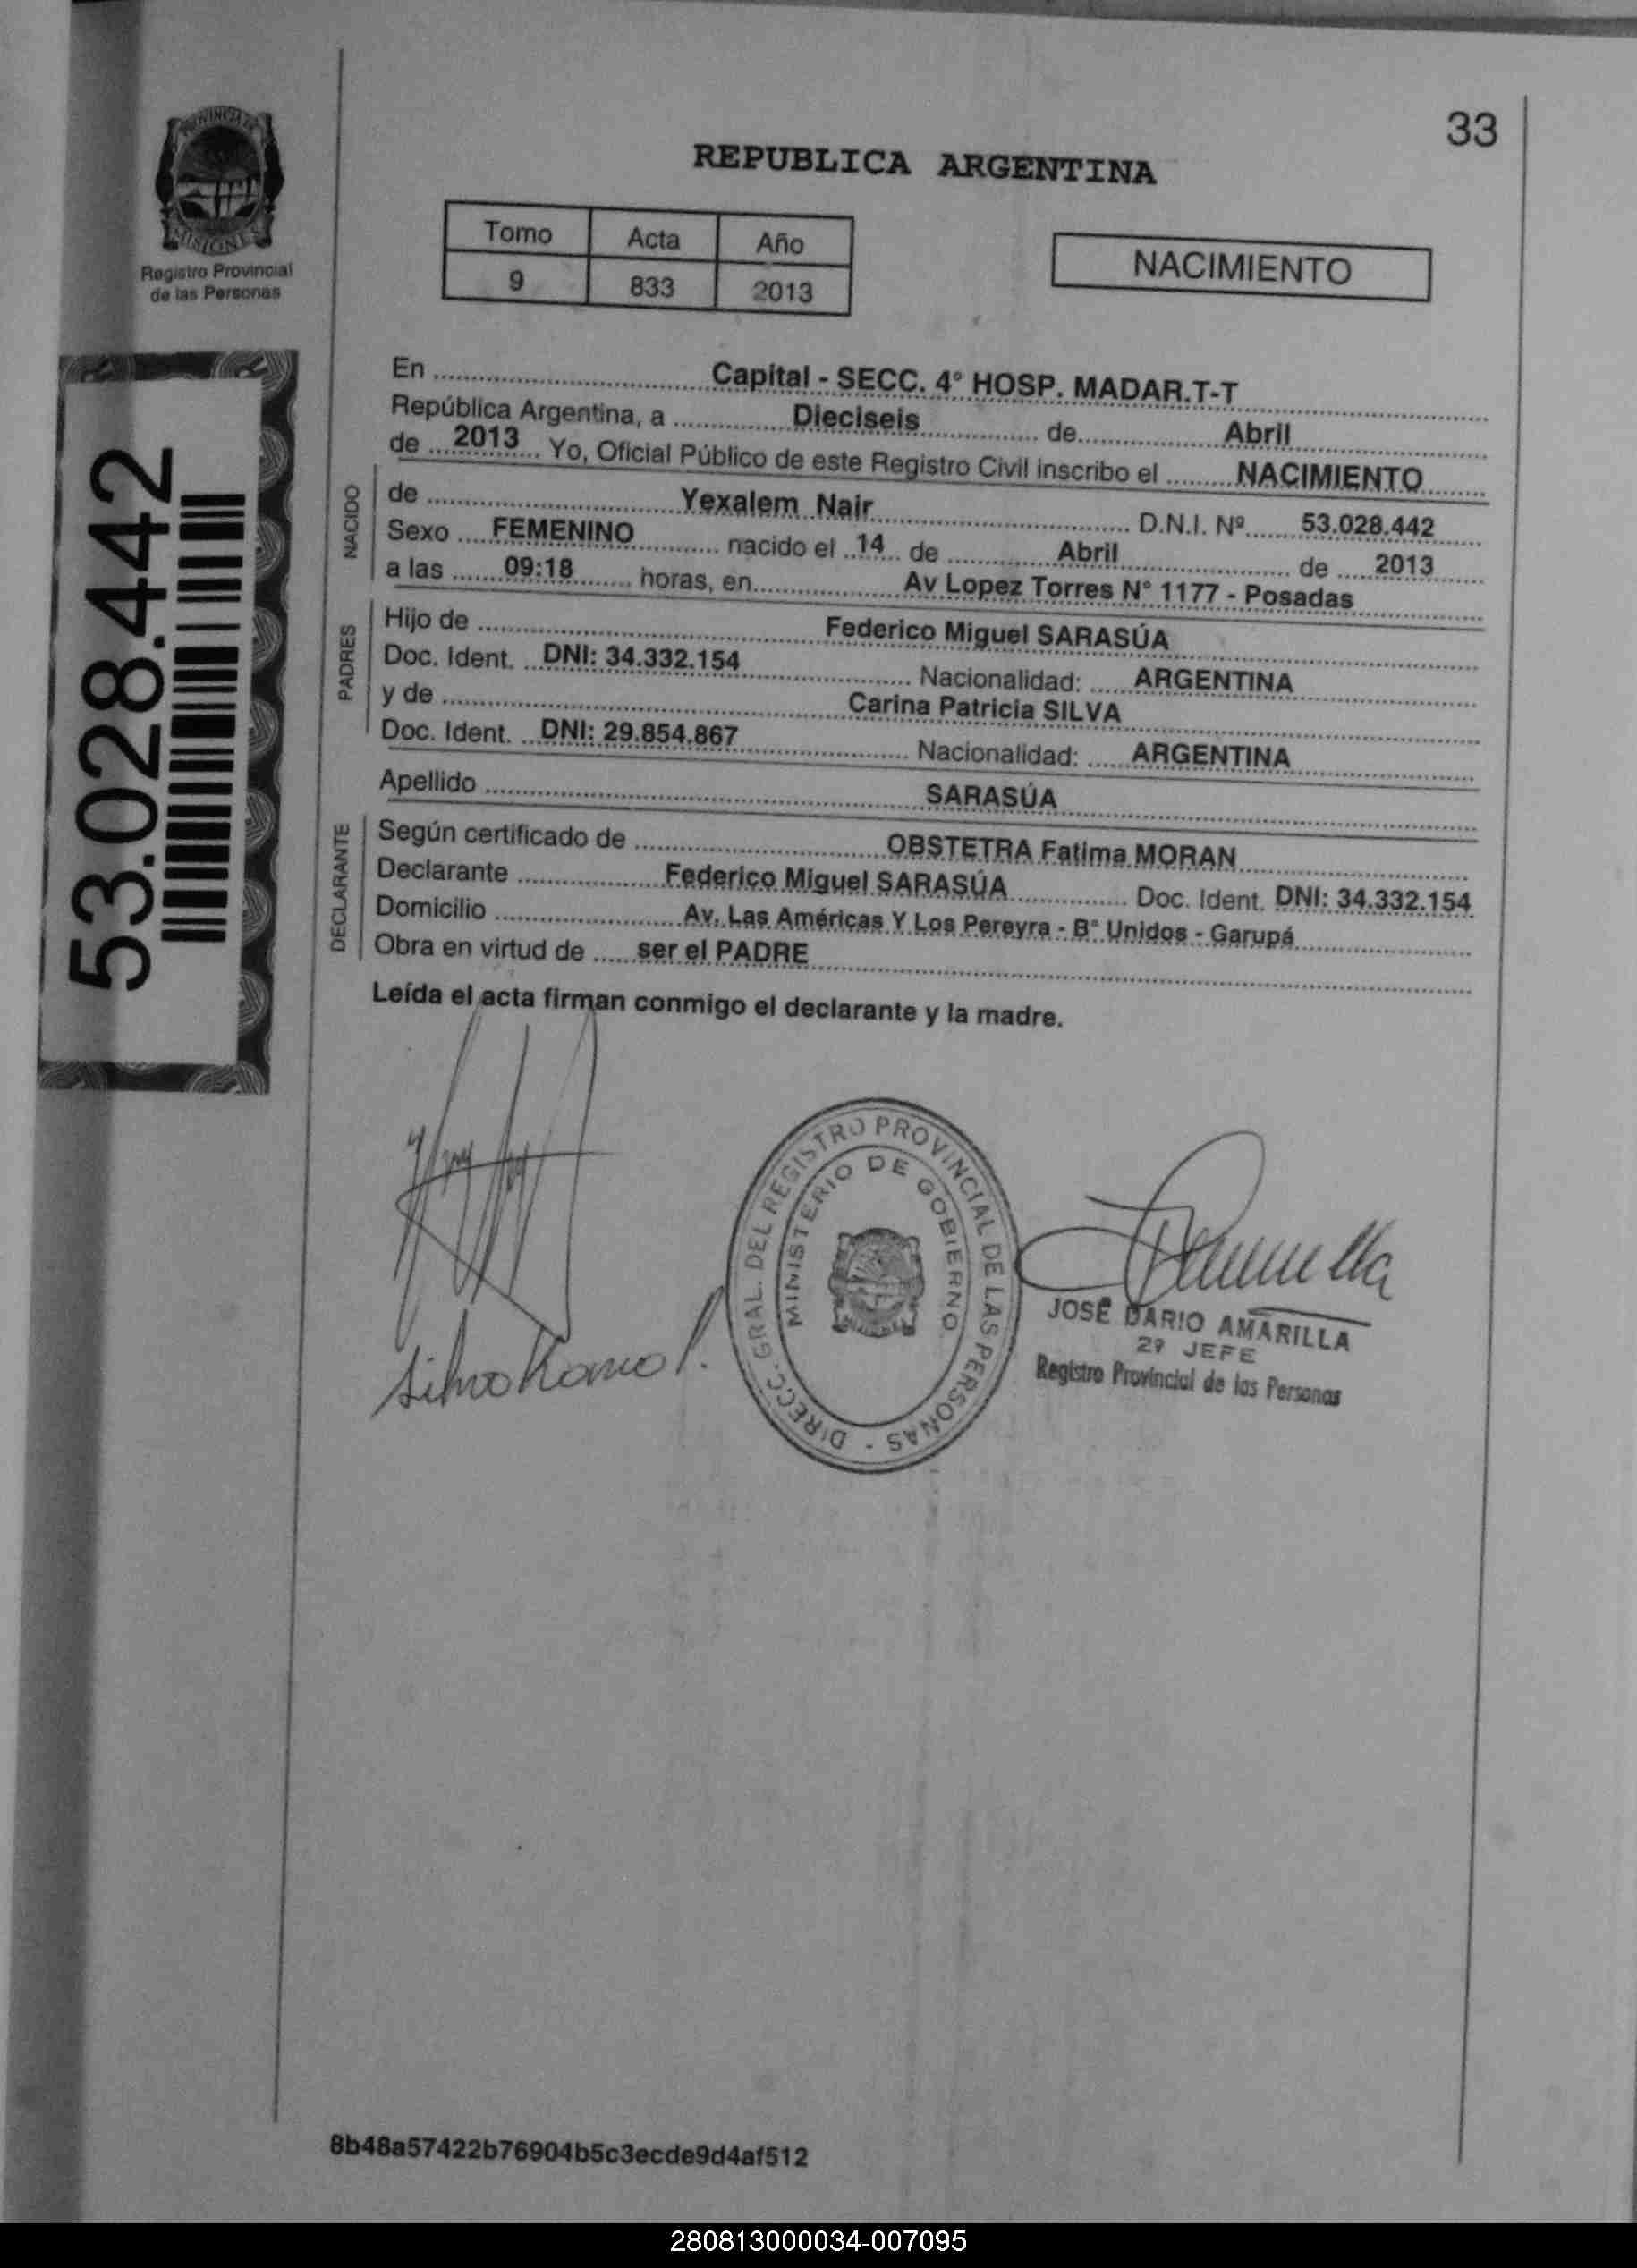 33
PROVINCIA DE
MISIONES
Registro Provincial
de las Personas
REPUBLICA ARGENTINA
Tomo Acta Año
9 833 2013
NACIMIENTO
53.028.442
En Capital - SECC. 4° HOSP. MADAR.T-T
República Argentina, a Dieciseis de Abril
de 2013 Yo, Oficial Público de este Registro Civil inscribo el NACIMIENTO
NACIDO
de Yexalem Nair D.N.I. Nº 53.028.442
Sexo FEMENINO nacido el 14 de Abril de 2013
a las 09:18 horas, en Av Lopez Torres N° 1177 - Posadas
PADRES
Hijo de Federico Miguel SARASÚA
Doc. Ident. DNI: 34.332.154 Nacionalidad: ARGENTINA
y de Carina Patricia SILVA
Doc. Ident. DNI: 29.854.867 Nacionalidad: ARGENTINA
Apellido SARASÚA
DECLARANTE
Según certificado de OBSTETRA Fatima MORAN
Declarante Federico Miguel SARASÚA Doc. Ident. DNI: 34.332.154
Domicilio Av. Las Américas Y Los Pereyra - B° Unidos - Garupá
Obra en virtud de ser el PADRE
Leída el acta firman conmigo el declarante y la madre.
DIRECC. GRAL. DEL REGISTRO PROVINCIAL DE LAS PERSONAS -
MINISTERIO DE GOBIERNO
JOSE DARIO AMARILLA
2º JEFE
Registro Provincial de las Personas
8b48a57422b76904b5c3ecde9d4af512
280813000034-007095